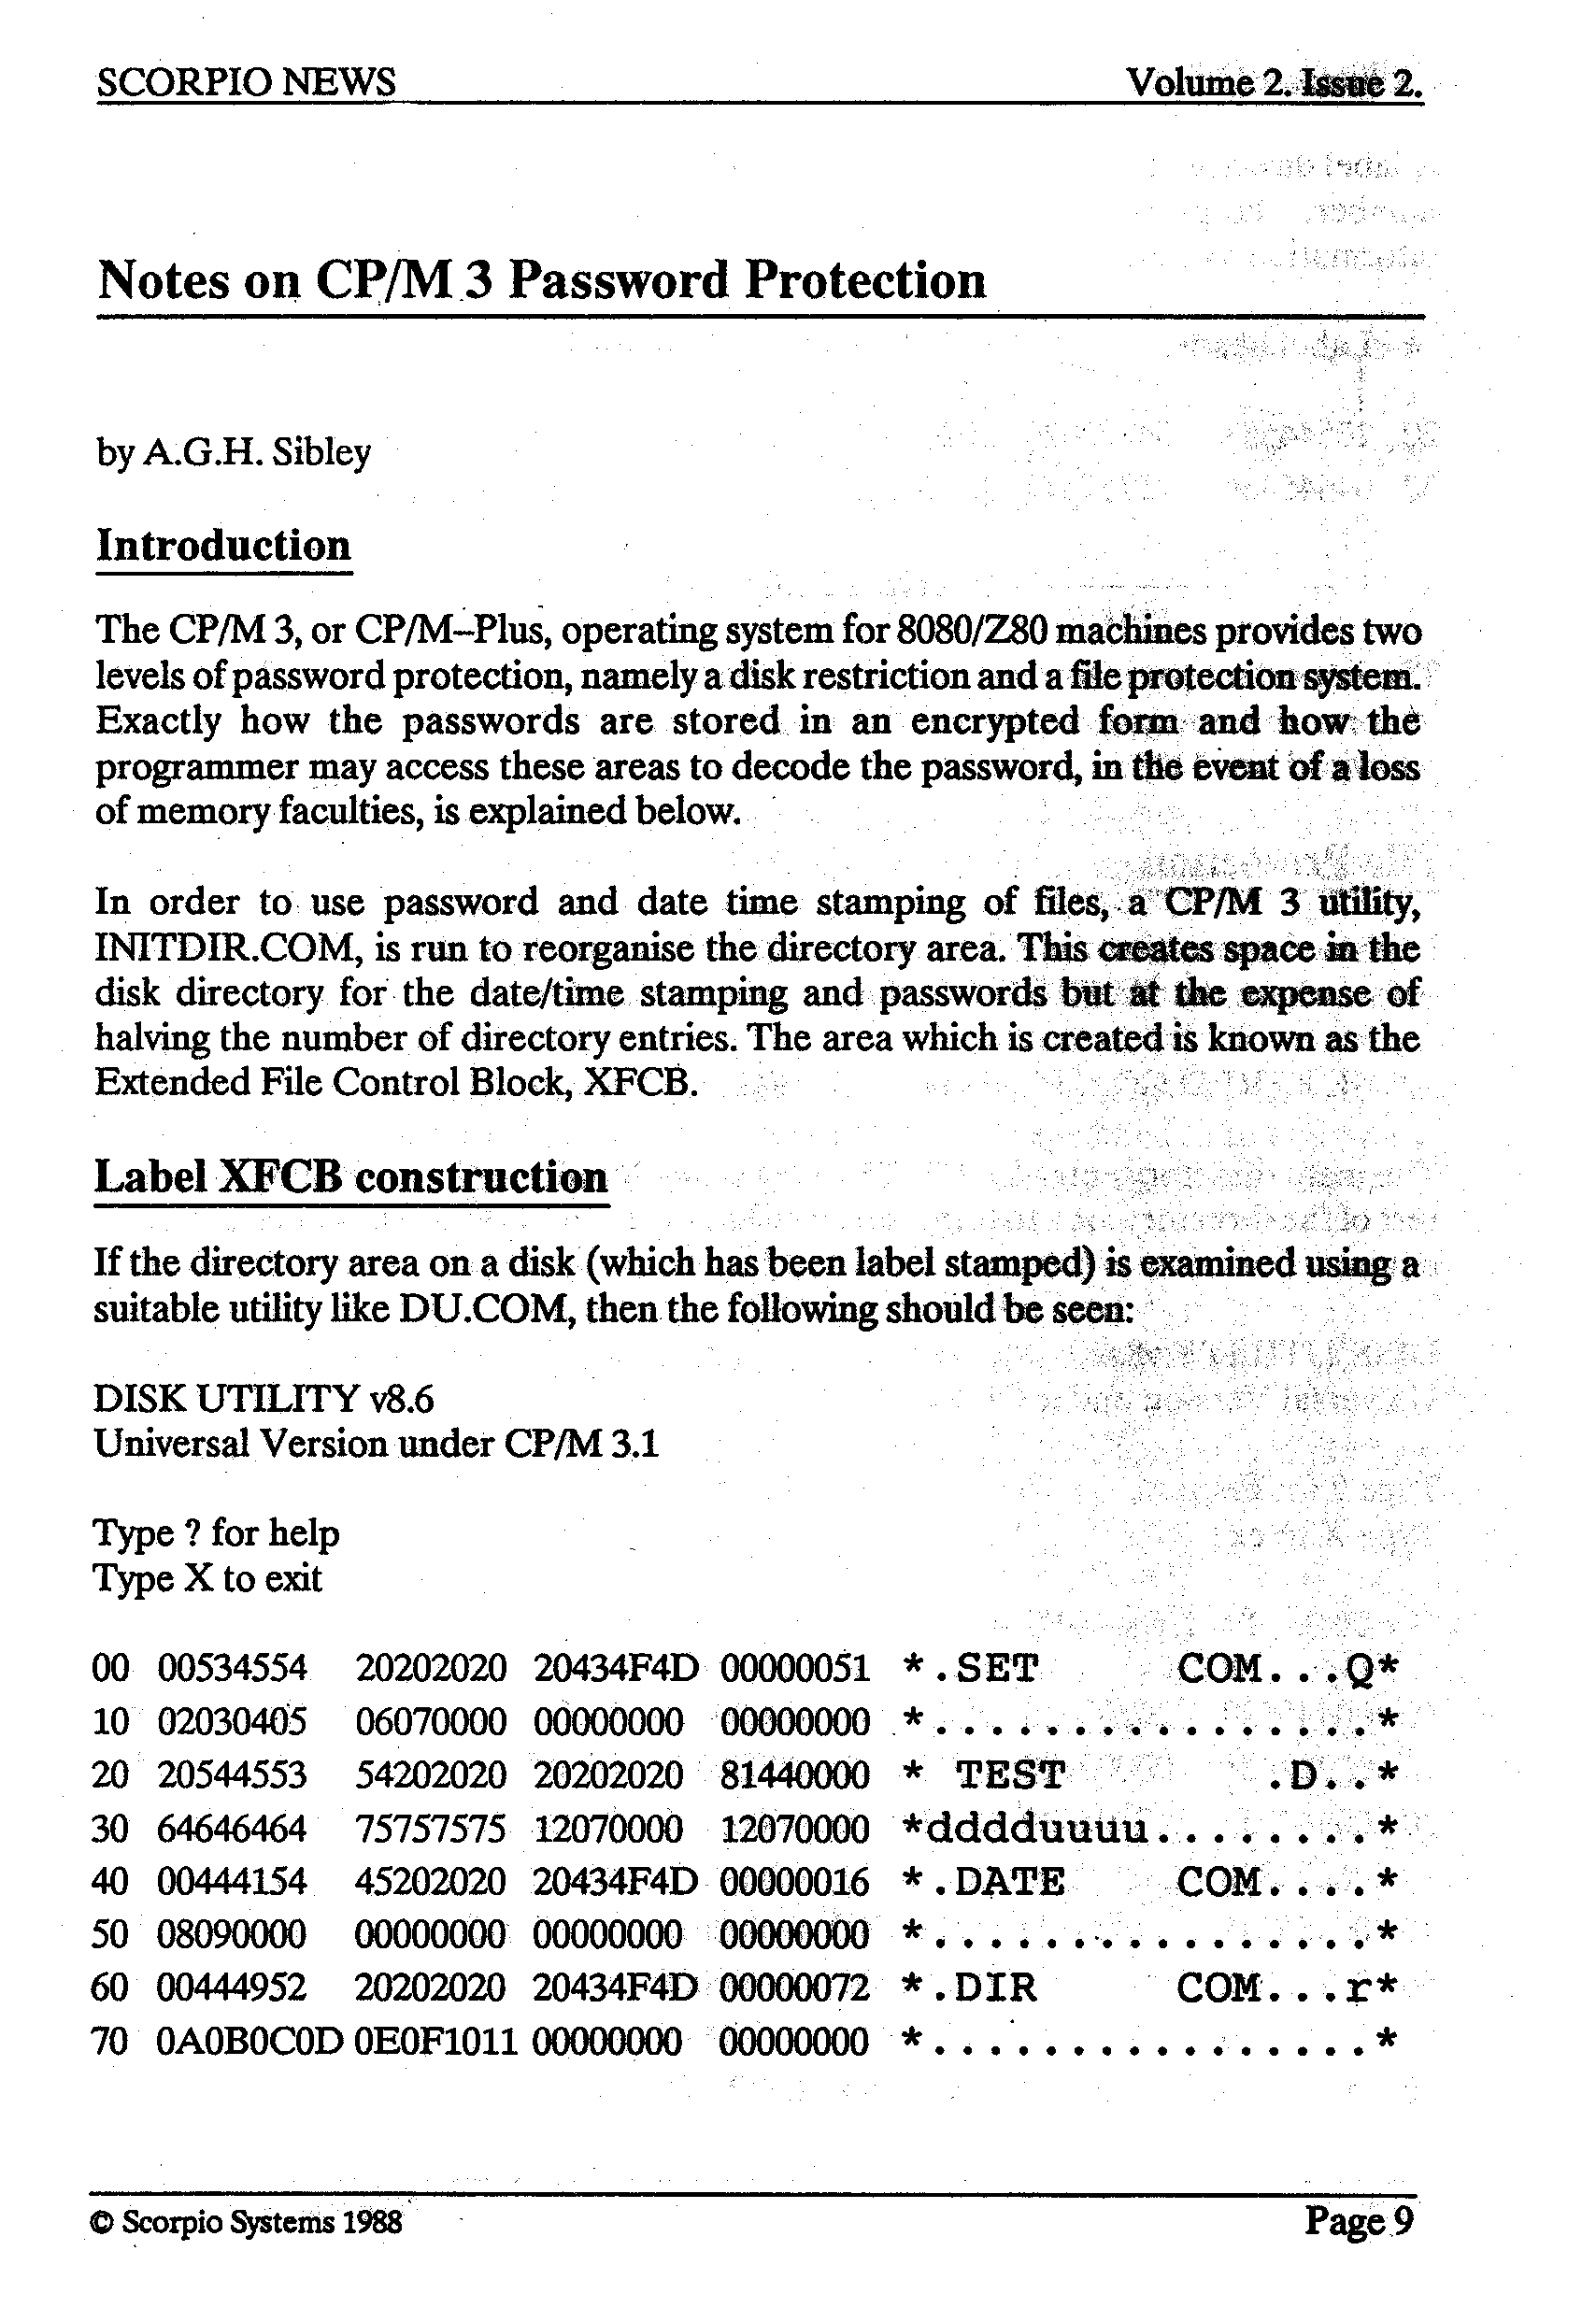 SCORPIO NEWS Volume 2. Issue 2.
Notes on CP/M 3 Password Protection
by A.G.H. Sibley
Introduction
The CP/M 3, or CP/M–Plus, operating system for 8080/Z80 machines provides two
levels of password protection, namely a disk restriction and a file protection system.
Exactly how the passwords are stored in an encrypted form and how the
programmer may access these areas to decode the password, in the event of a loss
of memory faculties, is explained below.
In order to use password and date time stamping of files, a CP/M 3 utility,
INITDIR.COM, is run to reorganise the directory area. This creates space in the
disk directory for the date/time stamping and passwords but at the expense of
halving the number of directory entries. The area which is created is known as the
Extended File Control Block, XFCB.
Label XFCB construction
If the directory area on a disk (which has been label stamped) is examined using a
suitable utility like DU.COM, then the following should be seen:
DISK UTILITY v8.6
Universal Version under CP/M 3.1
Type ? for help
Type X to exit
00 00534554 20202020 20434F4D 00000051 *.SET     COM...Q*
10 02030405 06070000 00000000 00000000 *................*
20 20544553 54202020 20202020 81440000 * TEST       .D..*
30 64646464 75757575 12070000 12070000 *dddduuuu........*
40 00444154 45202020 20434F4D 00000016 *.DATE    COM....*
50 08090000 00000000 00000000 00000000 *................*
60 00444952 20202020 20434F4D 00000072 *.DIR     COM...r*
70 0A0B0C0D 0E0F1011 00000000 00000000 *................*
© Scorpio Systems 1988 Page 9